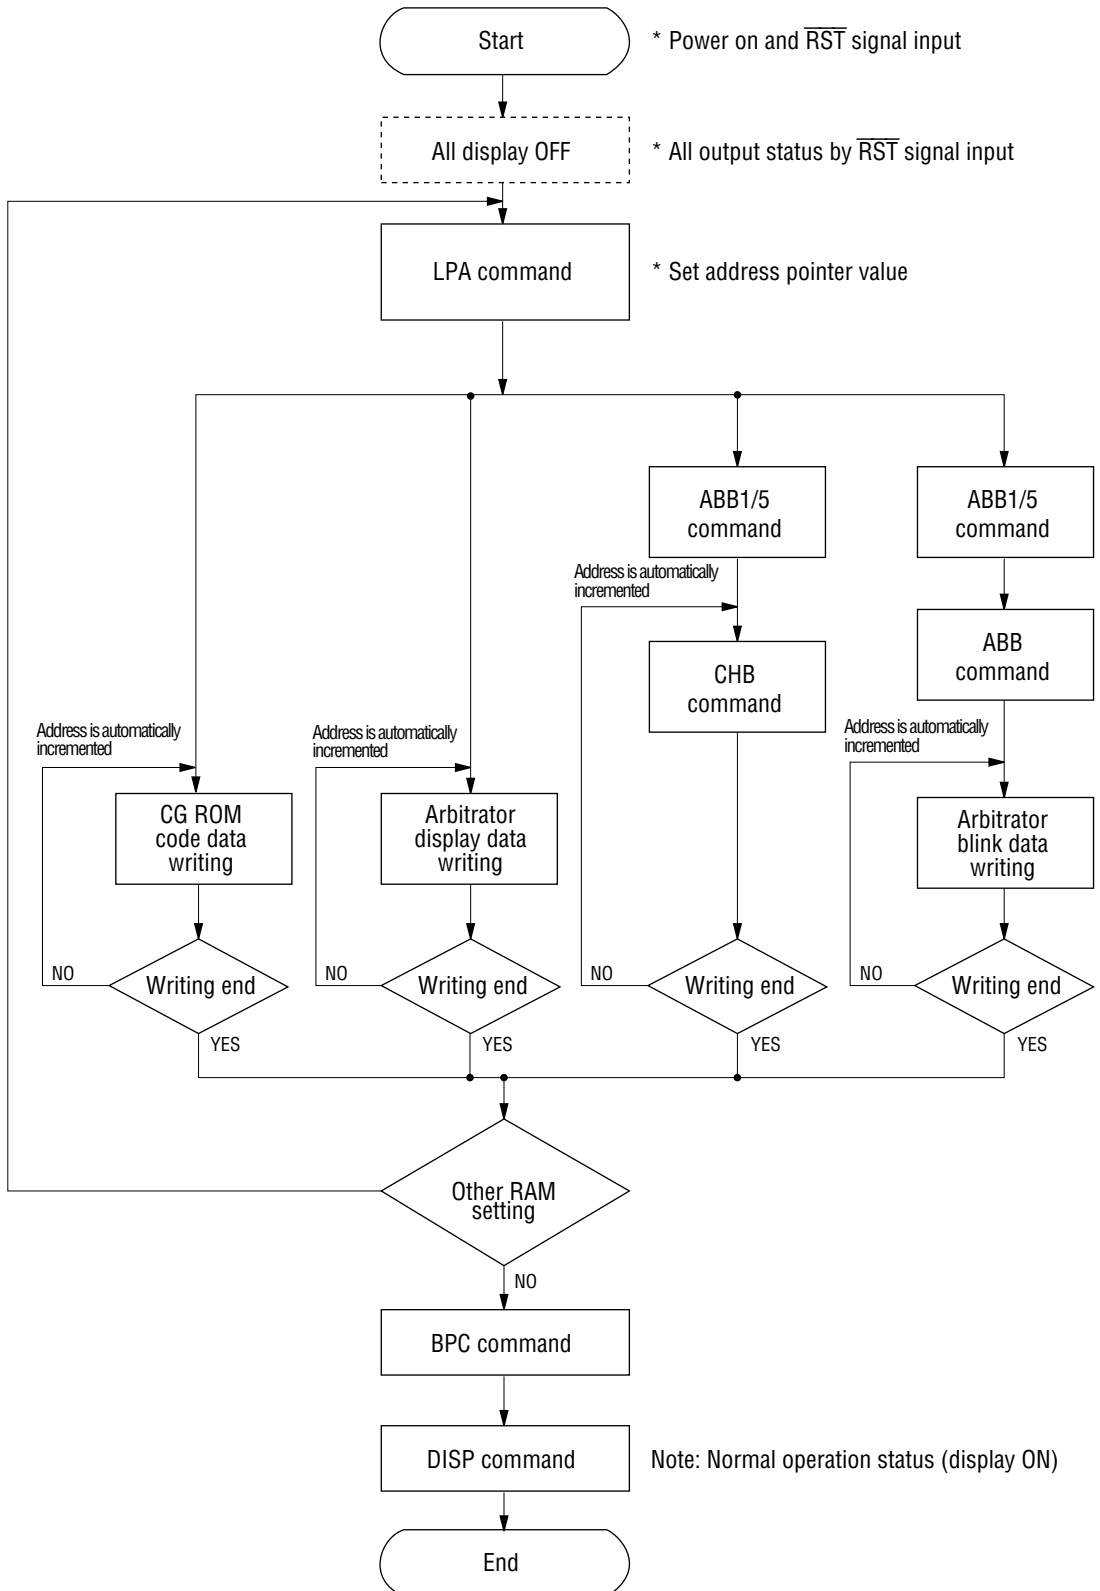 Start
* Power on and R̅S̅T̅ signal input
All display OFF
* All output status by R̅S̅T̅ signal input
LPA command
* Set address pointer value
ABB1/5
command
ABB1/5
command
Address is automatically
incremented
CHB
command
ABB
command
Address is automatically
incremented
Address is automatically
incremented
Address is automatically
incremented
CG ROM
code data
writing
Arbitrator
display data
writing
Arbitrator
blink data
writing
NO
Writing end
YES
NO
Writing end
YES
NO
Writing end
YES
NO
Writing end
YES
Other RAM
setting
NO
BPC command
DISP command
Note: Normal operation status (display ON)
End